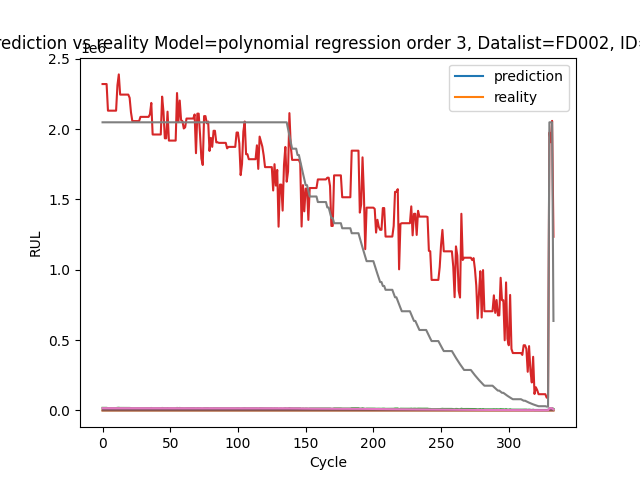 rediction vs reality Model=polynomial regression order 3, Datalist=FD002, ID=
1e6
2.5
2.0
1.5
1.0
0.5
0.0
RUL
prediction
reality
0 50 100 150 200 250 300
Cycle